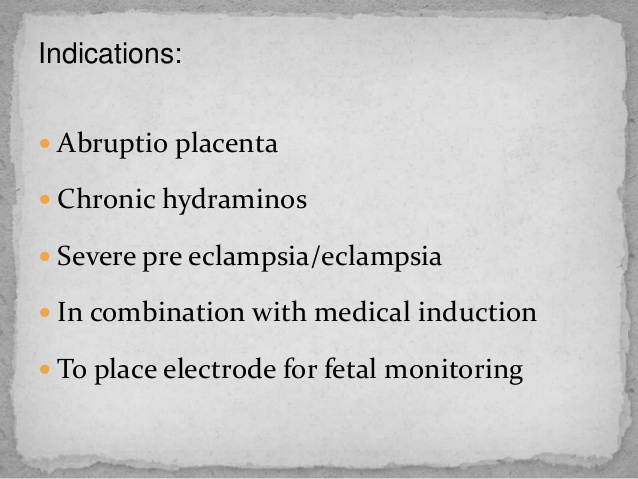 Indications:
• Abruptio placenta
• Chronic hydraminos
• Severe pre eclampsia/eclampsia
• In combination with medical induction
• To place electrode for fetal monitoring